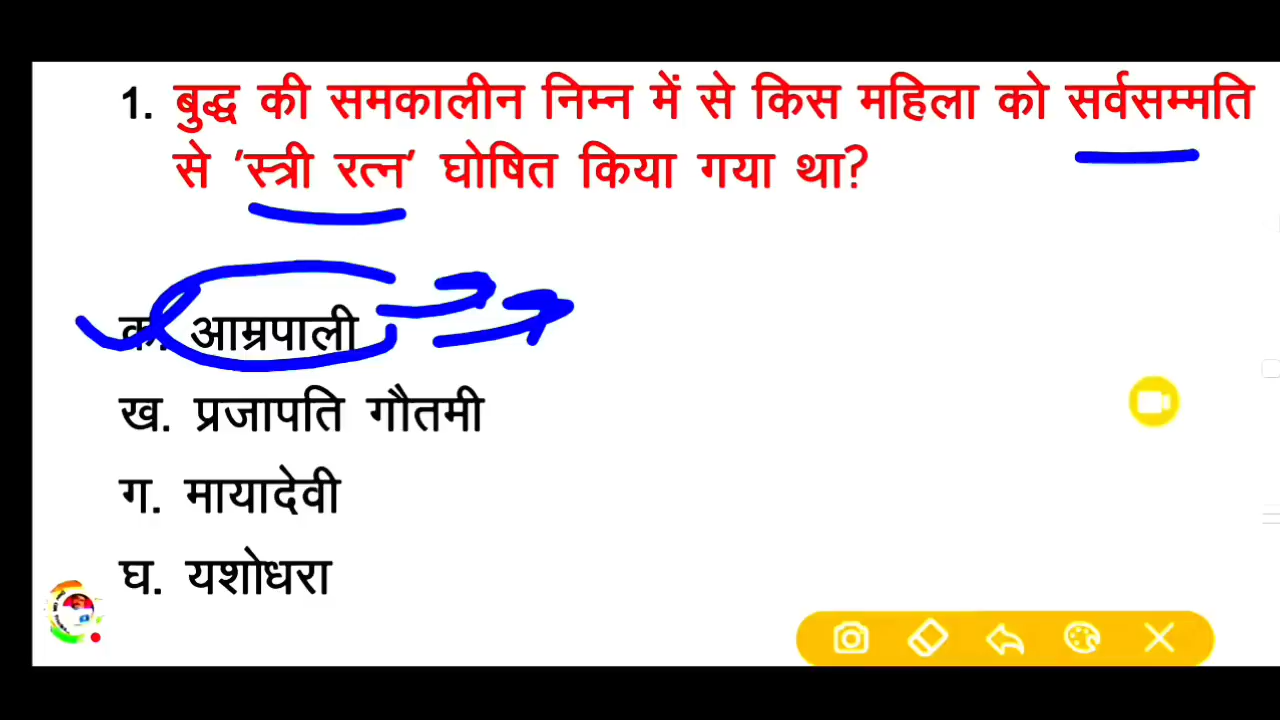 1. बुद्ध की समकालीन निम्न में से किस महिला को सर्वसम्मति
से 'स्त्री रत्न' घोषित किया गया था?
क. आम्रपाली
ख. प्रजापति गौतमी
ग. मायादेवी
घ. यशोधरा